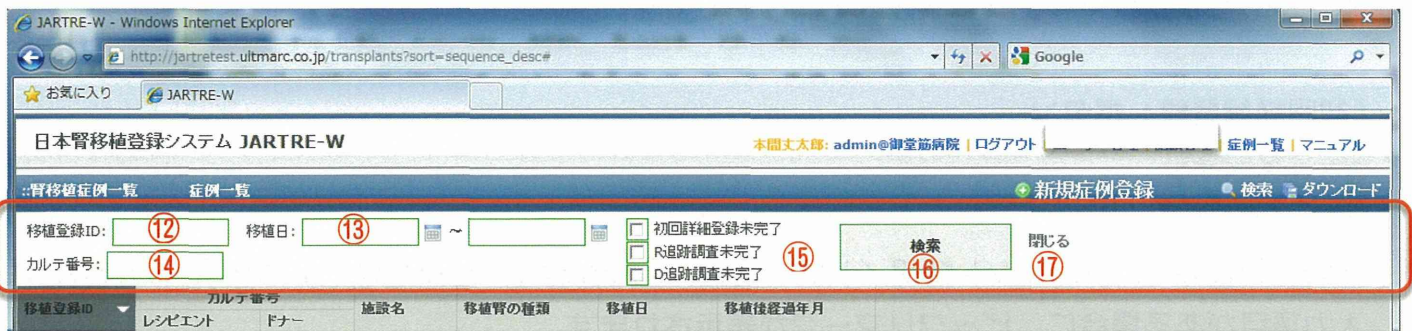 JARTRE-W - Windows Internet Explorer
http://jartretest.ultmarc.co.jp/transplants?sort=sequence_desc#
Google
お気に入り JARTRE-W
日本腎移植登録システム JARTRE-W
本間丈太郎: admin@御堂筋病院 | ログアウト
症例一覧 | マニュアル
::腎移植症例一覧 症例一覧 新規症例登録 検索 ダウンロード
移植登録ID: ⑫ 移植日: ⑬ ~
初回詳細登録未完了
R追跡調査未完了 ⑮
D追跡調査未完了
検索 ⑯
閉じる ⑰
カルテ番号: ⑭
移植登録ID カルテ番号 施設名 移植腎の種類 移植日 移植後経過年月
レシピエント ドナー